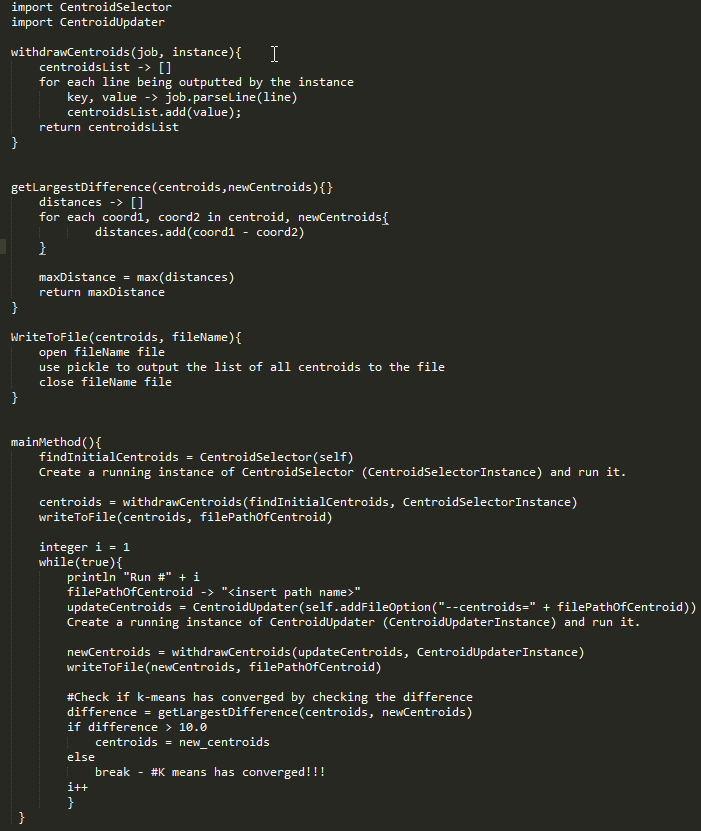 import CentroidSelector
import CentroidUpdater
withdrawCentroids(job, instance){
centroidsList -> []
for each line being outputted by the instance
key, value -> job.parseLine(line)
centroidsList.add(value);
return centroidsList
}
getLargestDifference(centroids,newCentroids){}
distances -> []
for each coord1, coord2 in centroid, newCentroids{
distances.add(coord1 - coord2)
}
maxDistance = max(distances)
return maxDistance
}
WriteToFile(centroids, fileName){
open fileName file
use pickle to output the list of all centroids to the file
close fileName file
}
mainMethod(){
findInitialCentroids = CentroidSelector(self)
Create a running instance of CentroidSelector (CentroidSelectorInstance) and run it.
centroids = withdrawCentroids(findInitialCentroids, CentroidSelectorInstance)
writeToFile(centroids, filePathOfCentroid)
integer i = 1
while(true){
println "Run #" + i
filePathOfCentroid -> "<insert path name>"
updateCentroids = CentroidUpdater(self.addFileOption("--centroids=" + filePathOfCentroid))
Create a running instance of CentroidUpdater (CentroidUpdaterInstance) and run it.
newCentroids = withdrawCentroids(updateCentroids, CentroidUpdaterInstance)
writeToFile(newCentroids, filePathOfCentroid)
#Check if k-means has converged by checking the difference
difference = getLargestDifference(centroids, newCentroids)
if difference > 10.0
centroids = new_centroids
else
break - #K means has converged!!!
i++
}
}